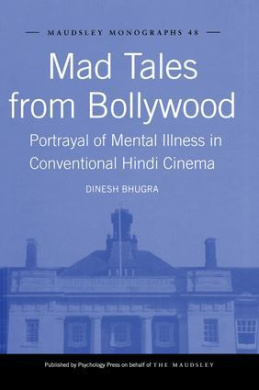 MAUDSLEY MONOGRAPHS 48
Mad Tales
from Bollywood
Portrayal of Mental Illness in
Conventional Hindi Cinema
DINESH BHUGRA
Published by Psychology Press on behalf of THE MAUDSLEY